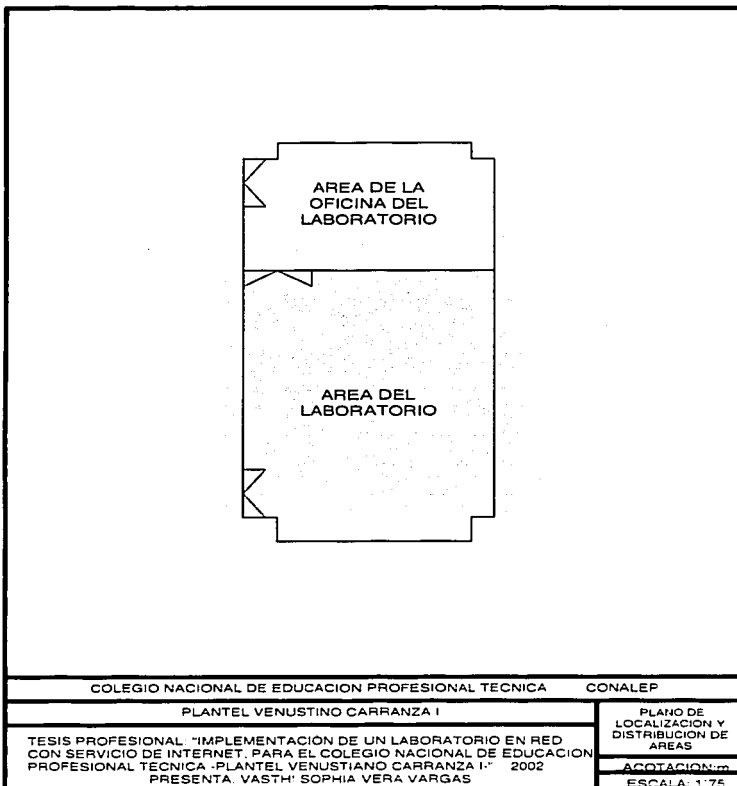 AREA DE LA
OFICINA DEL
LABORATORIO
AREA DEL
LABORATORIO
COLEGIO NACIONAL DE EDUCACION PROFESIONAL TECNICA CONALEP
PLANTEL VENUSTINO CARRANZA I
TESIS PROFESIONAL: "IMPLEMENTACIÓN DE UN LABORATORIO EN RED
CON SERVICIO DE INTERNET, PARA EL COLEGIO NACIONAL DE EDUCACION
PROFESIONAL TECNICA -PLANTEL VENUSTIANO CARRANZA I-" 2002
PRESENTA: VASTH' SOPHIA VERA VARGAS
PLANO DE
LOCALIZACION Y
DISTRIBUCION DE
AREAS
ACOTACION:m
ESCALA: 1:75